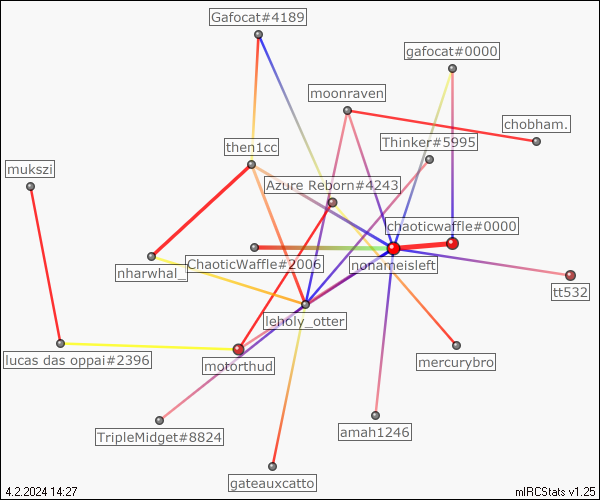 Gafocat#4189
gafocat#0000
moonraven
chobham.
Thinker#5995
then1cc
mukszi
Azure Reborn#4243
chaoticwaffle#0000
ChaoticWaffle#2006
nonameisleft
nharwhal_
tt532
leholy_otter
lucas das oppai#2396
motorthud
mercurybro
TripleMidget#8824
amah1246
gateauxcatto
4.2.2024 14:27
mIRCStats v1.25